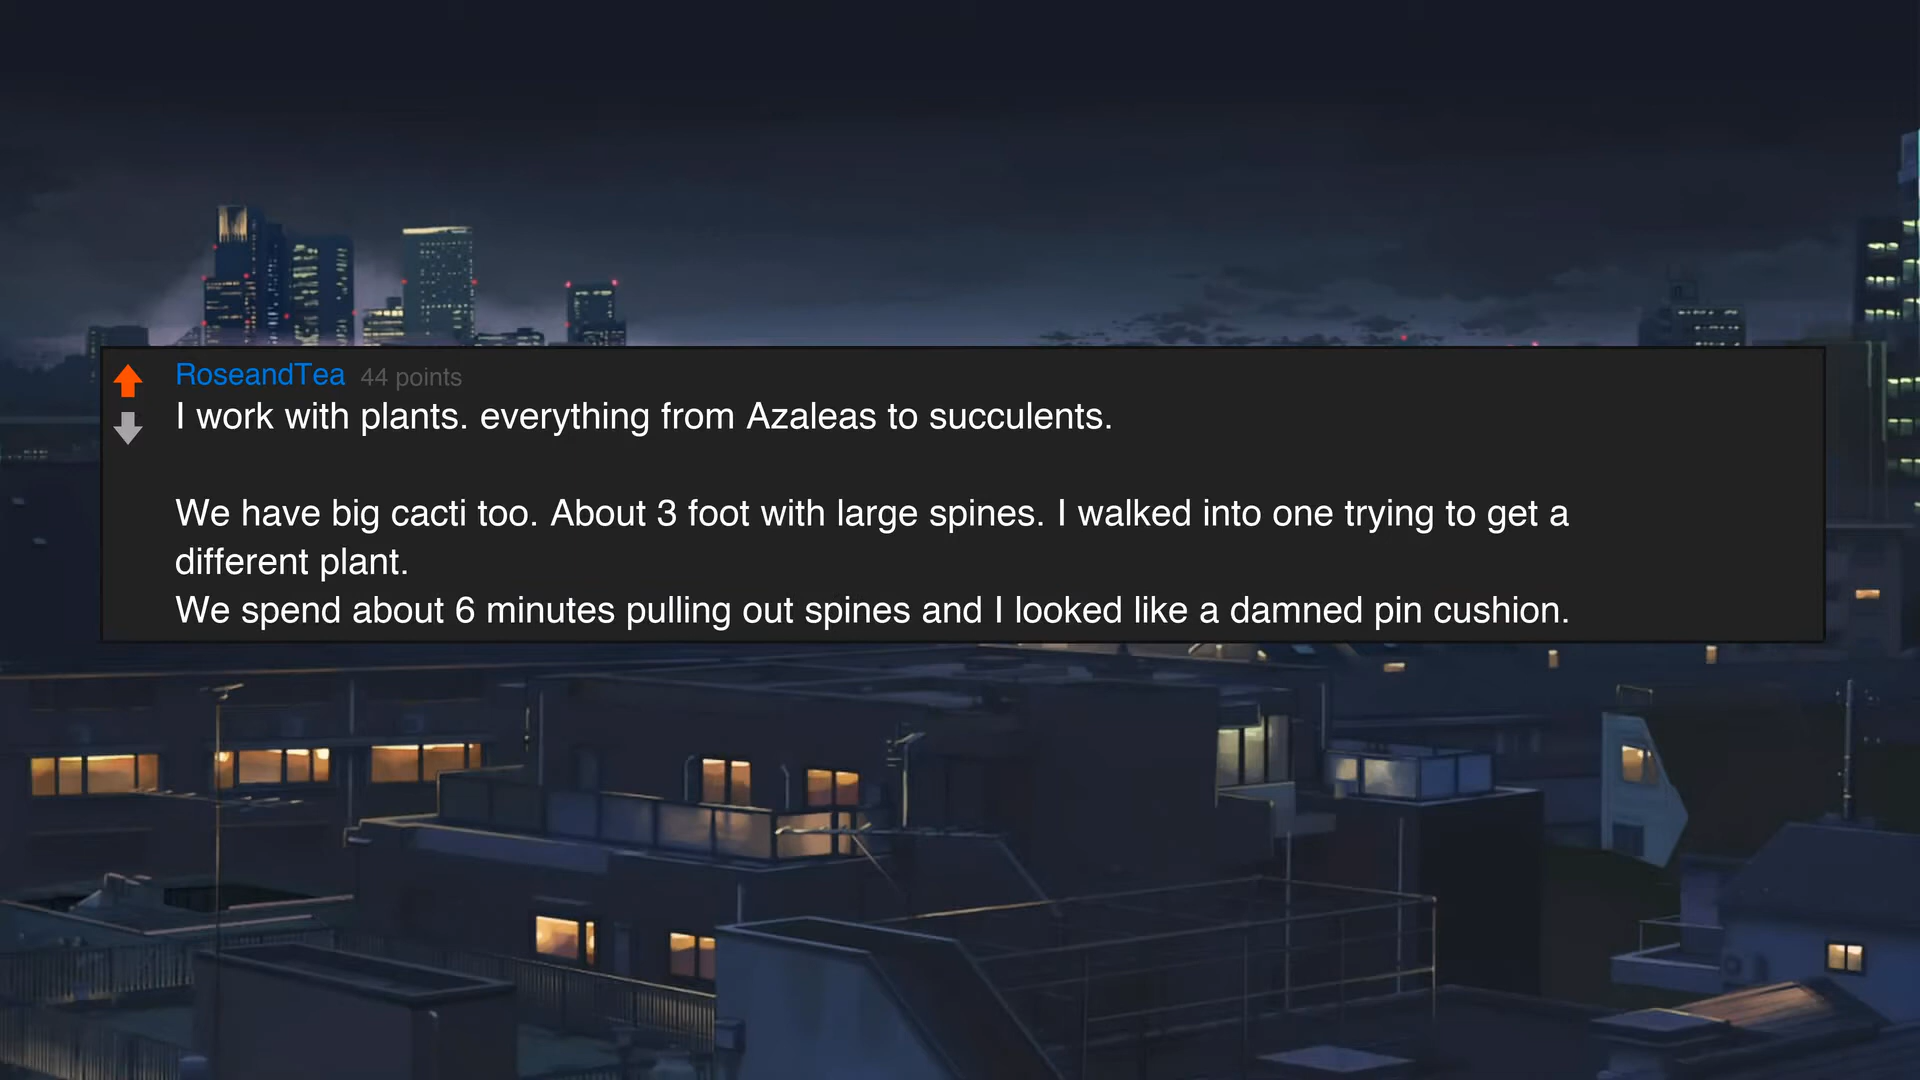 RoseandTea 44 points
I work with plants. everything from Azaleas to succulents.
We have big cacti too. About 3 foot with large spines. I walked into one trying to get a
different plant.
We spend about 6 minutes pulling out spines and I looked like a damned pin cushion.